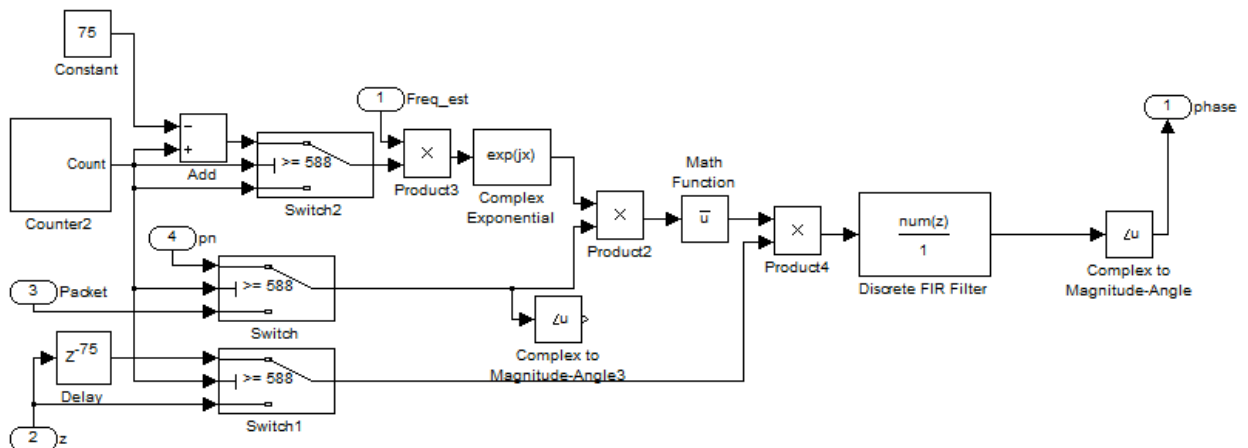 75
Constant
Count
Counter2
−
+
Add
>= 588
Switch2
1
Freq_est
×
Product3
exp(jx)
Complex
Exponential
4
pn
3
Packet
>= 588
Switch
Z-75
Delay
2
z
>= 588
Switch1
∠u
Complex to
Magnitude-Angle3
×
Product2
Math
Function
u̅
×
Product4
num(z)
1
Discrete FIR Filter
∠u
Complex to
Magnitude-Angle
1
phase